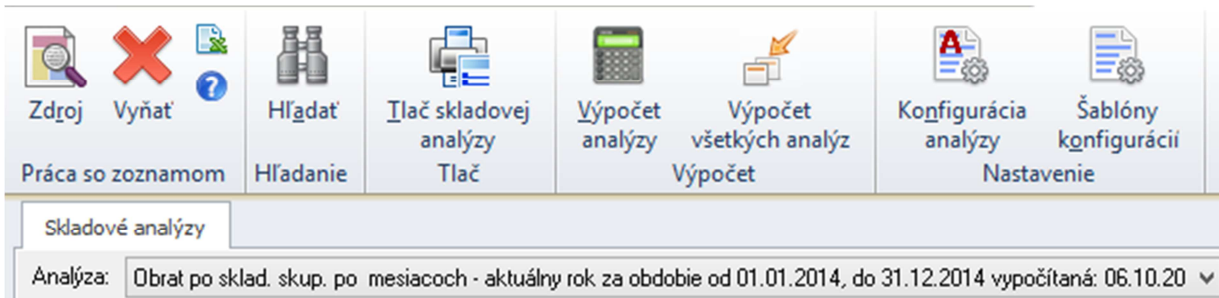 Zdroj
Vyňať
Hľadať
Tlač skladovej
analýzy
Výpočet
analýzy
Výpočet
všetkých analýz
Konfigurácia
analýzy
Šablóny
konfigurácií
Práca so zoznamom
Hľadanie
Tlač
Výpočet
Nastavenie
Skladové analýzy
Analýza: Obrat po sklad. skup. po mesiacoch - aktuálny rok za obdobie od 01.01.2014, do 31.12.2014 vypočítaná: 06.10.20